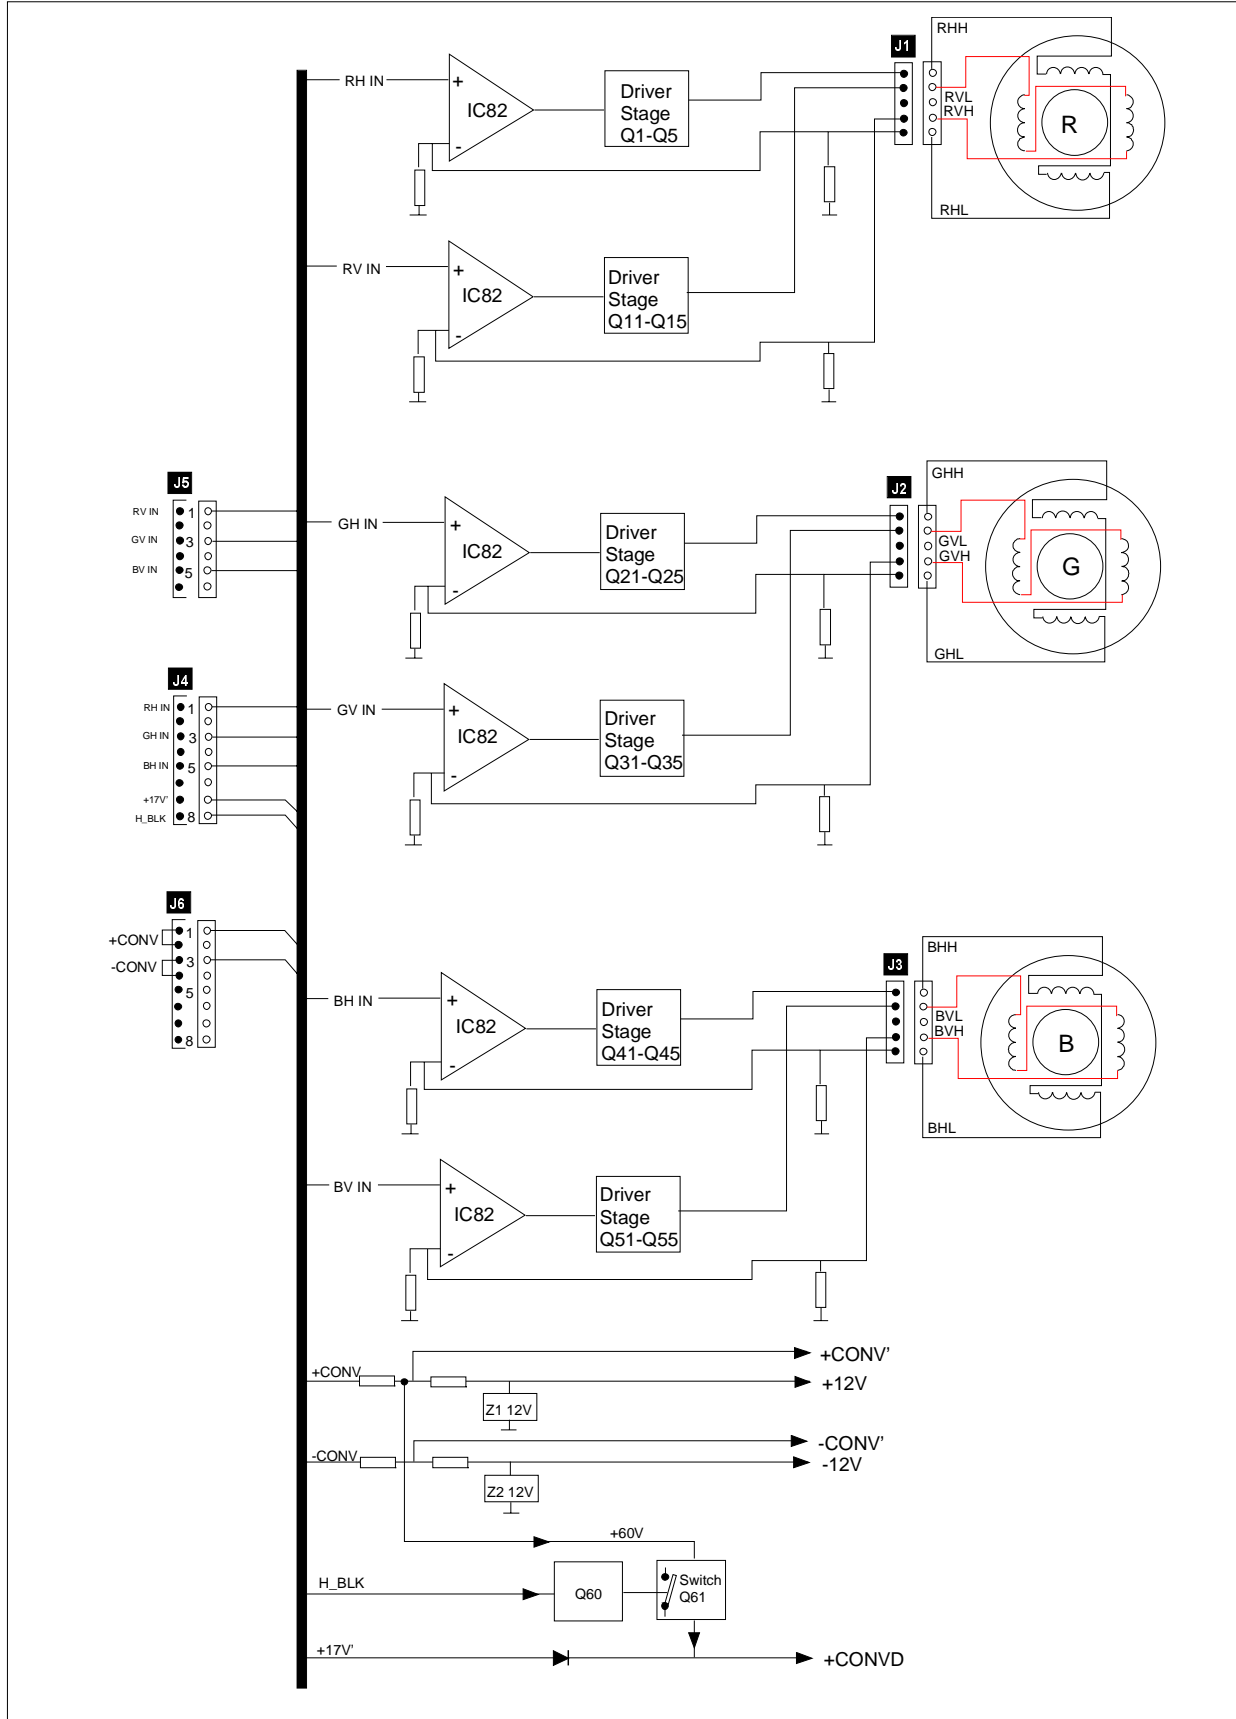 J1
RHH
RH IN
+
IC82
-
Driver
Stage
Q1-Q5
RVL
RVH
R
RHL
RV IN
+
IC82
-
Driver
Stage
Q11-Q15
J5
RV IN 1
GV IN 3
BV IN 5
J2
GHH
GH IN
+
IC82
-
Driver
Stage
Q21-Q25
GVL
GVH
G
GHL
J4
RH IN 1
GH IN 3
BH IN 5
+17V'
H_BLK 8
GV IN
+
IC82
-
Driver
Stage
Q31-Q35
J6
+CONV 1
-CONV 3
5
8
J3
BHH
BH IN
+
IC82
-
Driver
Stage
Q41-Q45
BVL
BVH
B
BHL
BV IN
+
IC82
-
Driver
Stage
Q51-Q55
+CONV'
+CONV
+12V
Z1 12V
-CONV'
-CONV
-12V
Z2 12V
+60V
H_BLK
Q60
Switch
Q61
+17V'
+CONVD